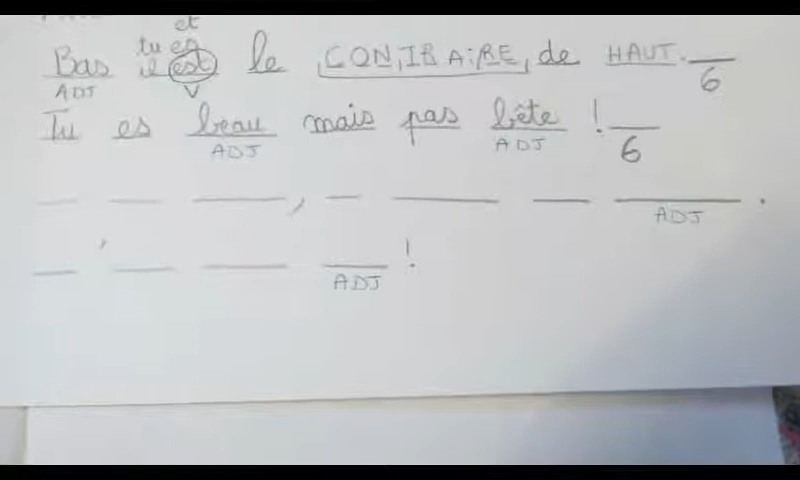 et
tu es
Bas il est le CONTRAIRE de HAUT. 6
ADJ V
Tu es beau mais pas bête ! 6
ADJ ADJ
, .
ADJ
' !
ADJ